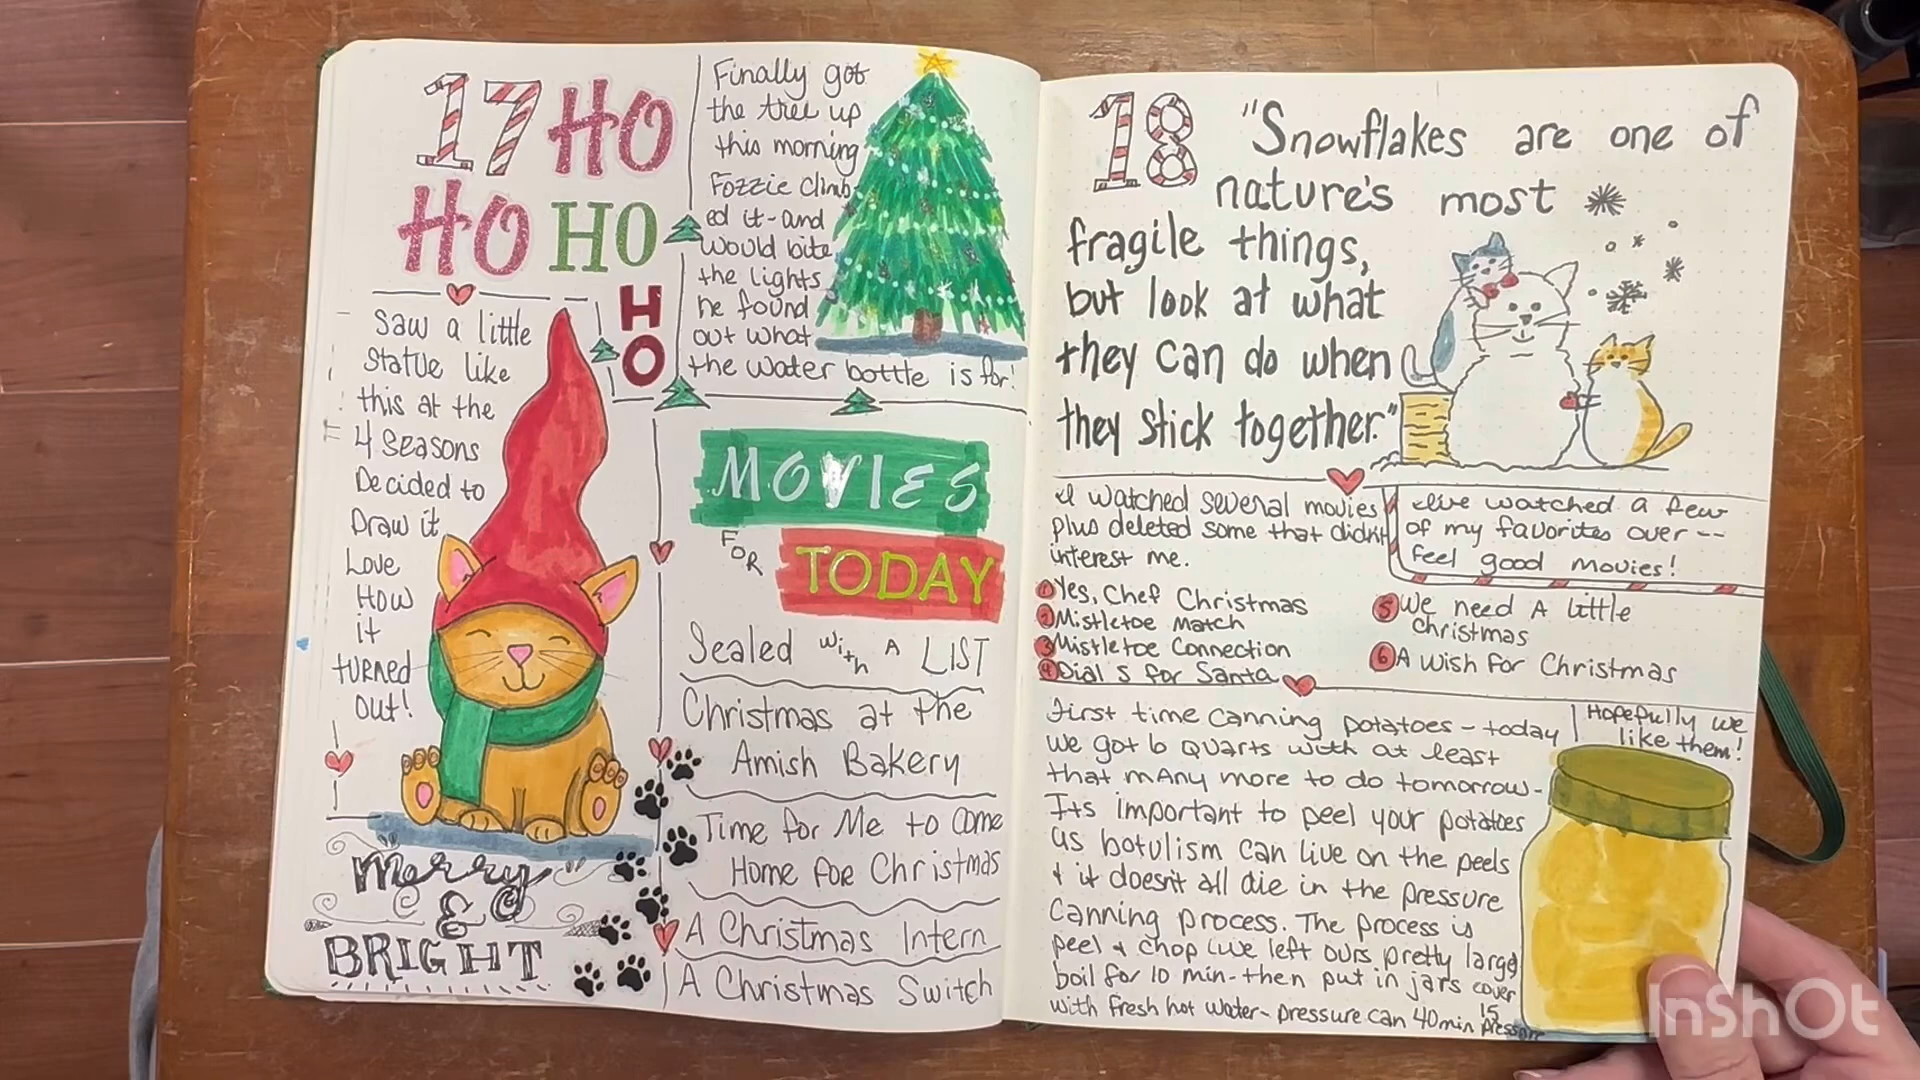 17 HO
HO HO
HO
Saw a little
statue like
this at the
4 seasons
Decided to
Draw it
Love
How
it
turned
out!
Merry
&
BRIGHT
Finally got
the tree up
this morning
Fozzie climb-
ed it - and
would bite
the lights
he found
out what
the water bottle is for!
MOVIES
FOR
TODAY
Sealed with A LIST
Christmas at the
Amish Bakery
Time for Me to Come
Home for Christmas
A Christmas Intern
A Christmas Switch
18 "Snowflakes are one of
nature's most
fragile things,
but look at what
they can do when
they stick together."
I watched several movies
plus deleted some that didn't
interest me.
I've watched a few
of my favorites over --
feel good movies!
1 Yes, Chef Christmas
2 Mistletoe Match
3 Mistletoe Connection
4 Dial S for Santa
5 We need A little
Christmas
6 A Wish For Christmas
First time canning potatoes - today
we got 6 quarts with at least
that many more to do tomorrow -
Its important to peel your potatoes
as botulism can live on the peels
+ it doesn't all die in the pressure
canning process. The process is
peel + chop (we left ours pretty large
boil for 10 min - then put in jars cover
with fresh hot water - pressure can 40 min 15 pressure
Hopefully we
like them!
InShOt